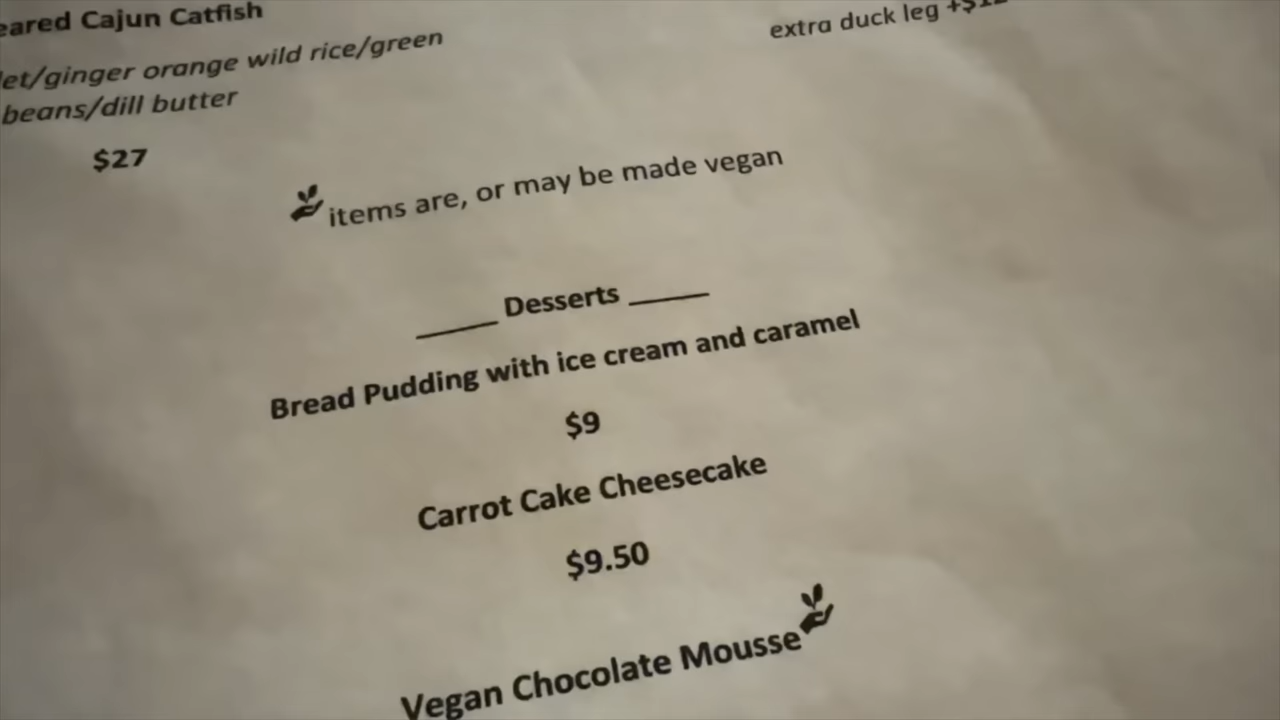 Cajun Catfish
extra duck leg
ginger orange wild rice/green
beans/dill butter
$27
items are, or may be made vegan
Desserts
Bread Pudding with ice cream and caramel
$9
Carrot Cake Cheesecake
$9.50
Vegan Chocolate Mousse